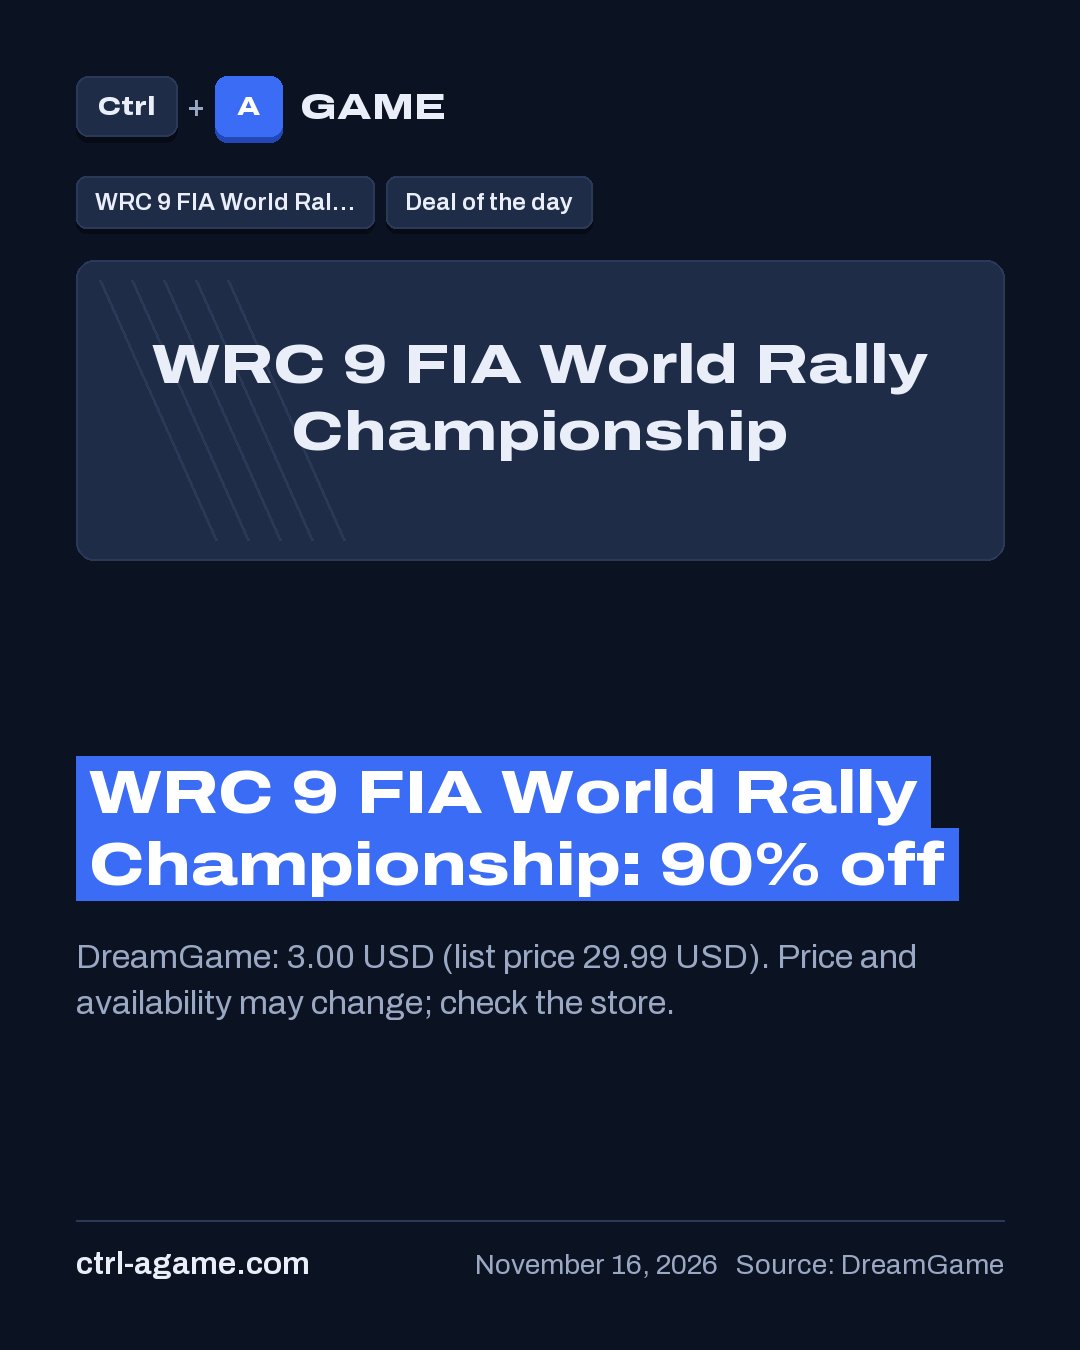 Ctrl + A GAME
WRC 9 FIA World Ral... Deal of the day
WRC 9 FIA World Rally
Championship
WRC 9 FIA World Rally
Championship: 90% off
DreamGame: 3.00 USD (list price 29.99 USD). Price and
availability may change; check the store.
ctrl-agame.com November 16, 2026 Source: DreamGame